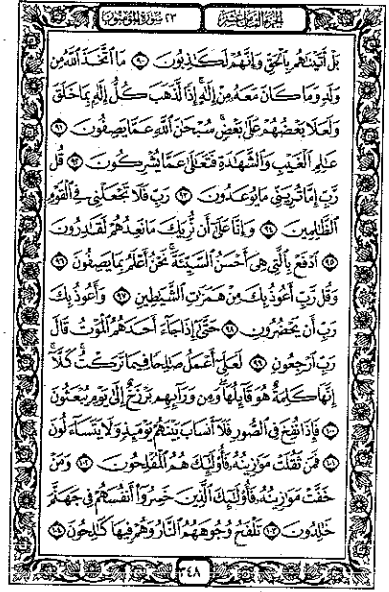 الجزء الثامن عشر ٢٣ سورة المؤمنون
بَلْ أَتَيْنَٰهُم بِٱلْحَقِّ وَإِنَّهُمْ لَكَٰذِبُونَ ٩٠ مَا ٱتَّخَذَ ٱللَّهُ مِن
وَلَدٍ وَمَا كَانَ مَعَهُۥ مِنْ إِلَٰهٍ ۚ إِذًا لَّذَهَبَ كُلُّ إِلَٰهٍۭ بِمَا خَلَقَ
وَلَعَلَا بَعْضُهُمْ عَلَىٰ بَعْضٍ ۚ سُبْحَٰنَ ٱللَّهِ عَمَّا يَصِفُونَ ٩١
عَٰلِمِ ٱلْغَيْبِ وَٱلشَّهَٰدَةِ فَتَعَٰلَىٰ عَمَّا يُشْرِكُونَ ٩٢ قُل
رَّبِّ إِمَّا تُرِيَنِّى مَا يُوعَدُونَ ٩٣ رَبِّ فَلَا تَجْعَلْنِى فِى ٱلْقَوْمِ
ٱلظَّٰلِمِينَ ٩٤ وَإِنَّا عَلَىٰٓ أَن نُّرِيَكَ مَا نَعِدُهُمْ لَقَٰدِرُونَ
٩٥ ٱدْفَعْ بِٱلَّتِى هِىَ أَحْسَنُ ٱلسَّيِّئَةَ ۚ نَحْنُ أَعْلَمُ بِمَا يَصِفُونَ ٩٦
وَقُل رَّبِّ أَعُوذُ بِكَ مِنْ هَمَزَٰتِ ٱلشَّيَٰطِينِ ٩٧ وَأَعُوذُ بِكَ
رَبِّ أَن يَحْضُرُونِ ٩٨ حَتَّىٰٓ إِذَا جَآءَ أَحَدَهُمُ ٱلْمَوْتُ قَالَ
رَبِّ ٱرْجِعُونِ ٩٩ لَعَلِّىٓ أَعْمَلُ صَٰلِحًا فِيمَا تَرَكْتُ ۚ كَلَّآ ۚ
إِنَّهَا كَلِمَةٌ هُوَ قَآئِلُهَا ۖ وَمِن وَرَآئِهِم بَرْزَخٌ إِلَىٰ يَوْمِ يُبْعَثُونَ
١٠٠ فَإِذَا نُفِخَ فِى ٱلصُّورِ فَلَآ أَنسَابَ بَيْنَهُمْ يَوْمَئِذٍ وَلَا يَتَسَآءَلُونَ
١٠١ فَمَن ثَقُلَتْ مَوَٰزِينُهُۥ فَأُو۟لَٰٓئِكَ هُمُ ٱلْمُفْلِحُونَ ١٠٢ وَمَنْ
خَفَّتْ مَوَٰزِينُهُۥ فَأُو۟لَٰٓئِكَ ٱلَّذِينَ خَسِرُوٓا۟ أَنفُسَهُمْ فِى جَهَنَّمَ
خَٰلِدُونَ ١٠٣ تَلْفَحُ وُجُوهَهُمُ ٱلنَّارُ وَهُمْ فِيهَا كَٰلِحُونَ ١٠٤
٣٤٨